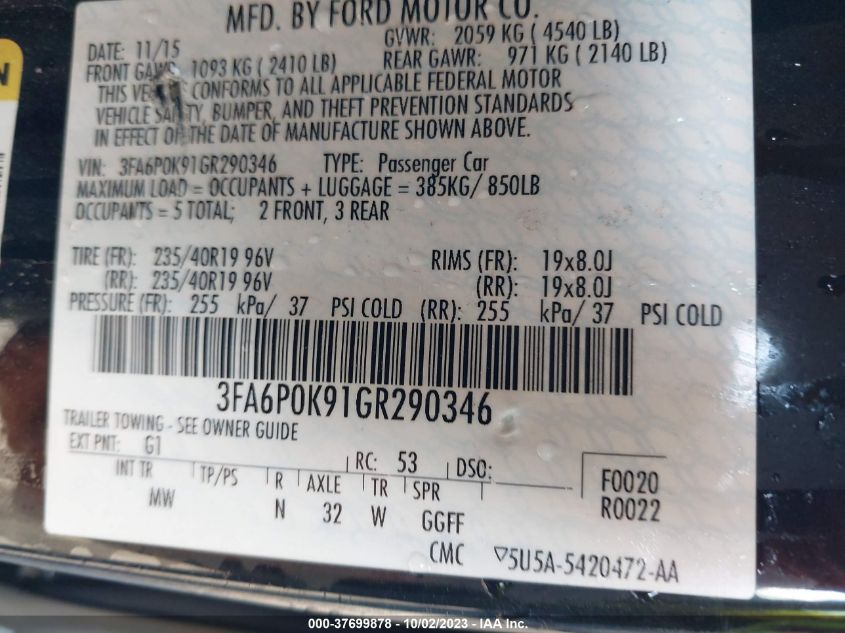 MFD. BY FORD MOTOR CO.
DATE: 11/15 GVWR: 2059 KG ( 4540 LB)
FRONT GAWR: 1093 KG ( 2410 LB) REAR GAWR: 971 KG ( 2140 LB)
THIS CONFORMS TO ALL APPLICABLE FEDERAL MOTOR
VEHICLE SAFETY, BUMPER, AND THEFT PREVENTION STANDARDS
IN EFFECT ON THE DATE OF MANUFACTURE SHOWN ABOVE.
VIN: 3FA6P0K91GR290346 TYPE: Passenger Car
MAXIMUM LOAD = OCCUPANTS + LUGGAGE = 385KG/ 850LB
OCCUPANTS = 5 TOTAL; 2 FRONT, 3 REAR
TIRE (FR): 235/40R19 96V RIMS (FR): 19x8.0J
(RR): 235/40R19 96V (RR): 19x8.0J
PRESSURE (FR): 255 kPa/ 37 PSI COLD (RR): 255 kPa/ 37 PSI COLD
3FA6P0K91GR290346
TRAILER TOWING - SEE OWNER GUIDE
EXT PNT: G1 RC: 53 DSO:
INT TR TP/PS R AXLE TR SPR F0020
MW N 32 W GGFF R0022
CMC ▽5U5A-5420472-AA
000-37699878 - 10/02/2023 - IAA Inc.